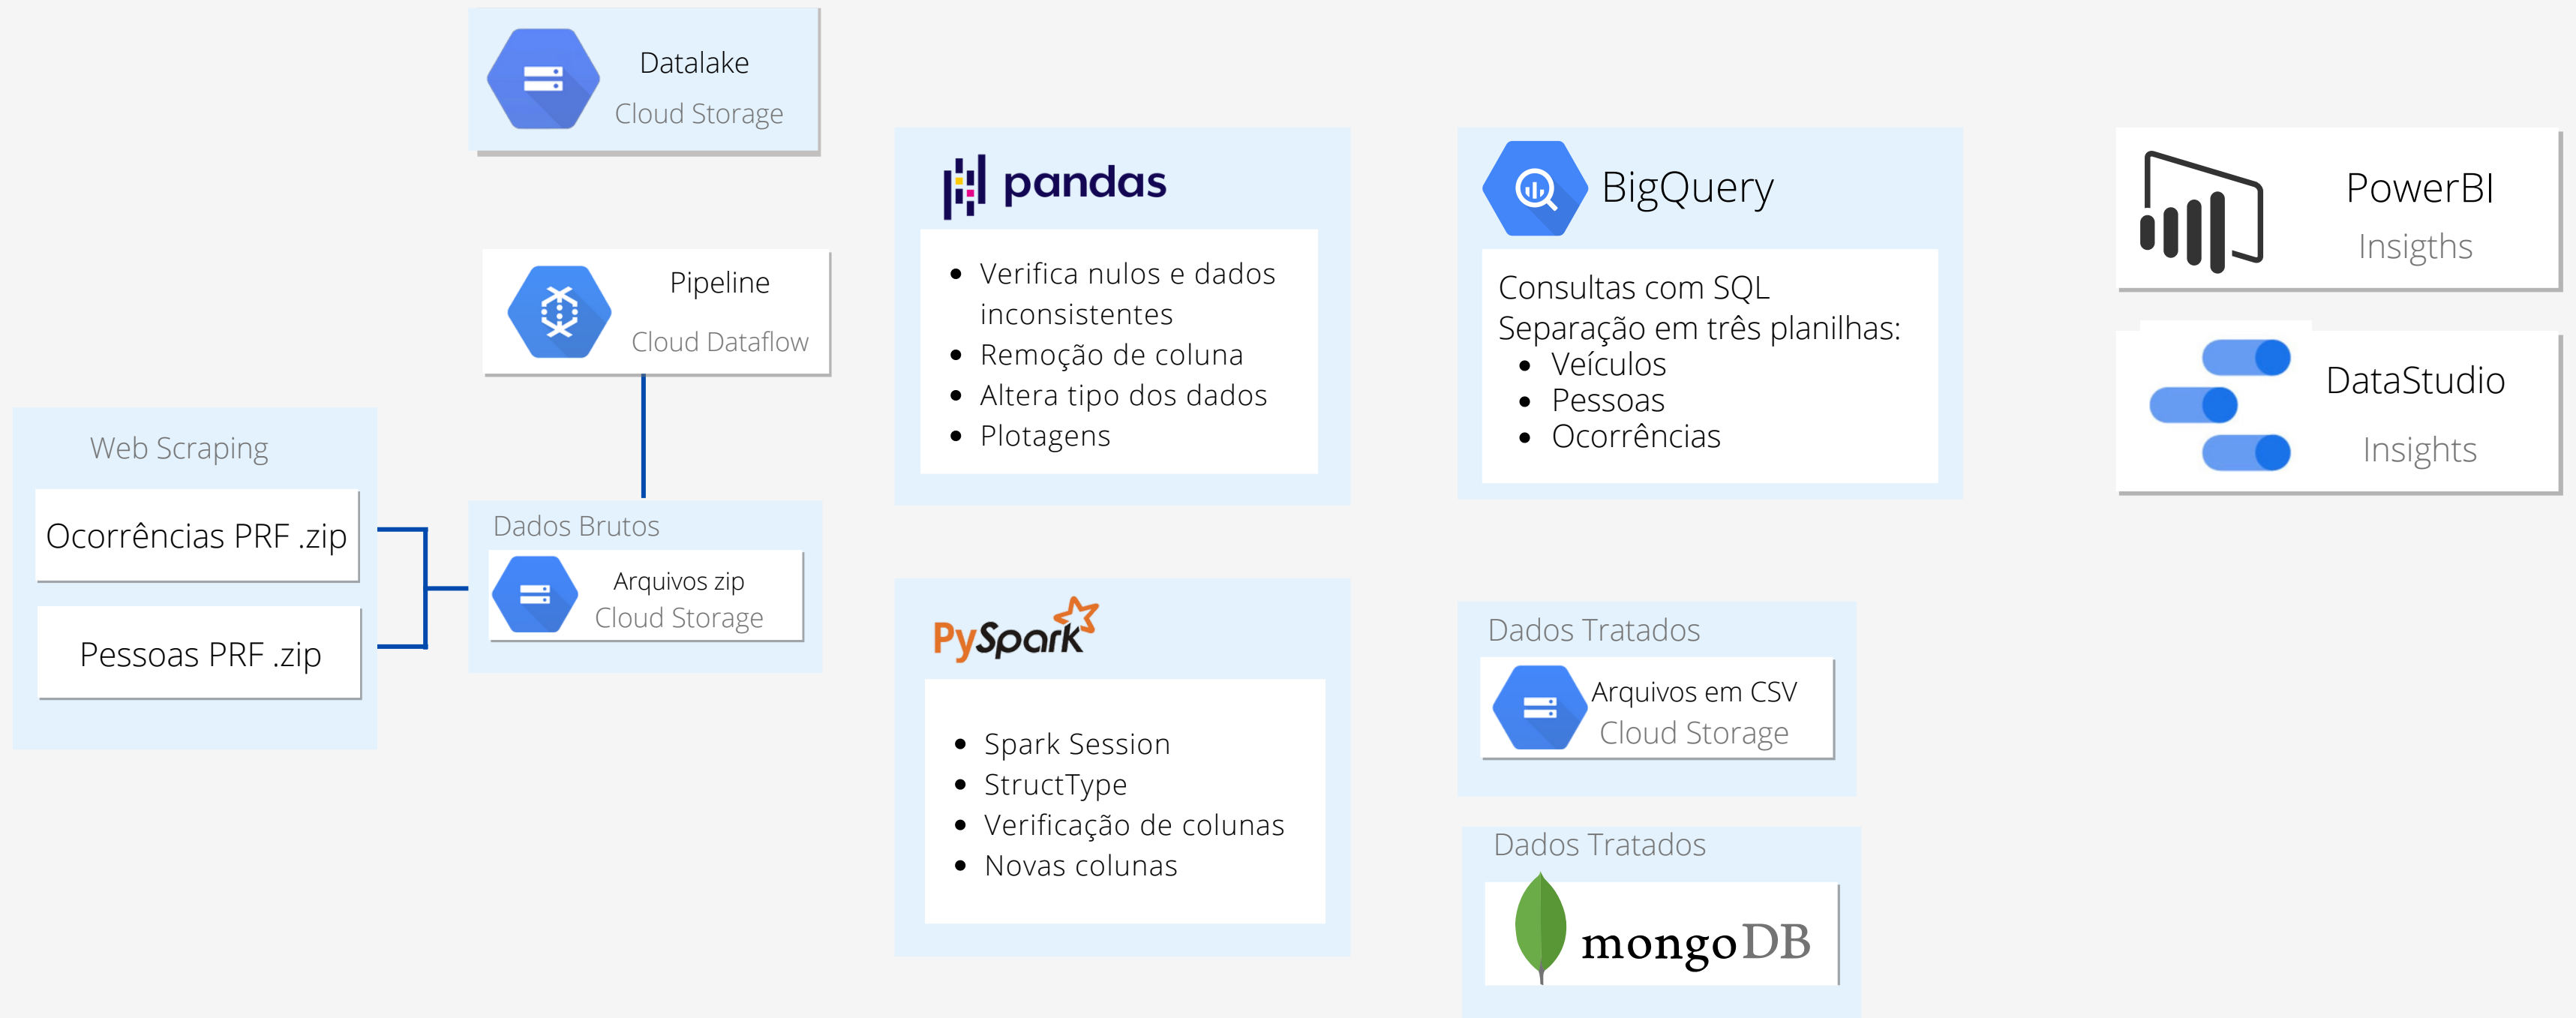 Datalake
Cloud Storage
Pipeline
Cloud Dataflow
Web Scraping
Ocorrências PRF .zip
Pessoas PRF .zip
Dados Brutos
Arquivos zip
Cloud Storage
pandas
• Verifica nulos e dados
inconsistentes
• Remoção de coluna
• Altera tipo dos dados
• Plotagens
PySpark
• Spark Session
• StructType
• Verificação de colunas
• Novas colunas
BigQuery
Consultas com SQL
Separação em três planilhas:
• Veículos
• Pessoas
• Ocorrências
Dados Tratados
Arquivos em CSV
Cloud Storage
Dados Tratados
mongoDB
PowerBI
Insigths
DataStudio
Insights